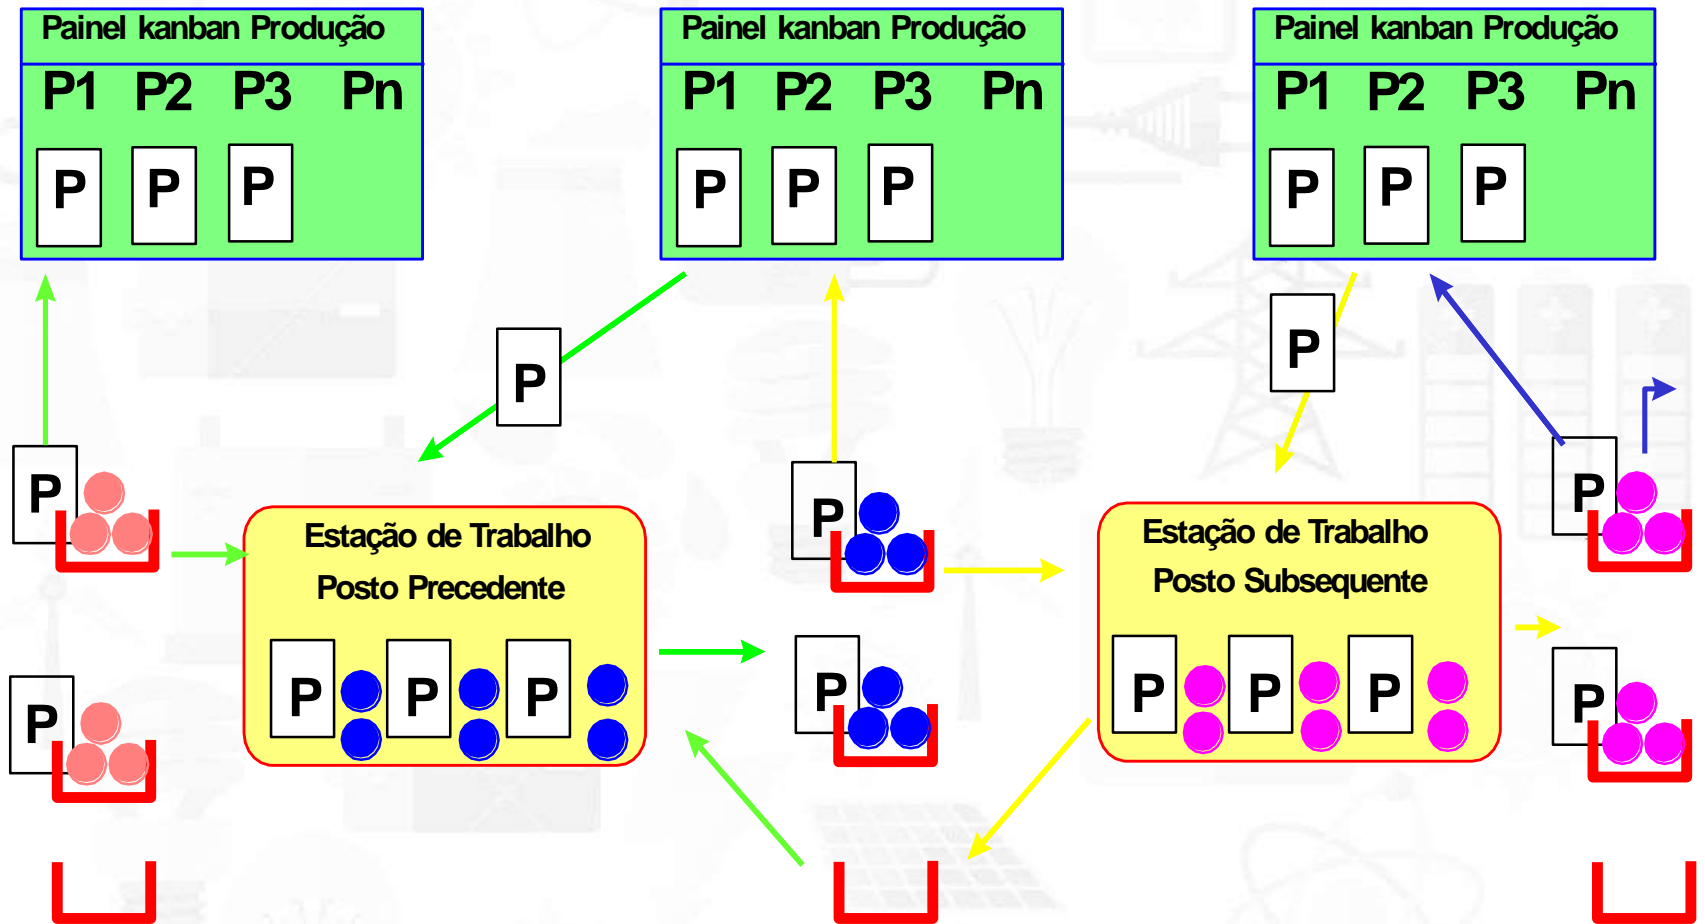 Painel kanban Produção
P1 P2 P3 Pn
P P P
Painel kanban Produção
P1 P2 P3 Pn
P P P
Painel kanban Produção
P1 P2 P3 Pn
P P P
P
P
P
P
P
Estação de Trabalho
Posto Precedente
P P P
Estação de Trabalho
Posto Subsequente
P P P
P
P
P